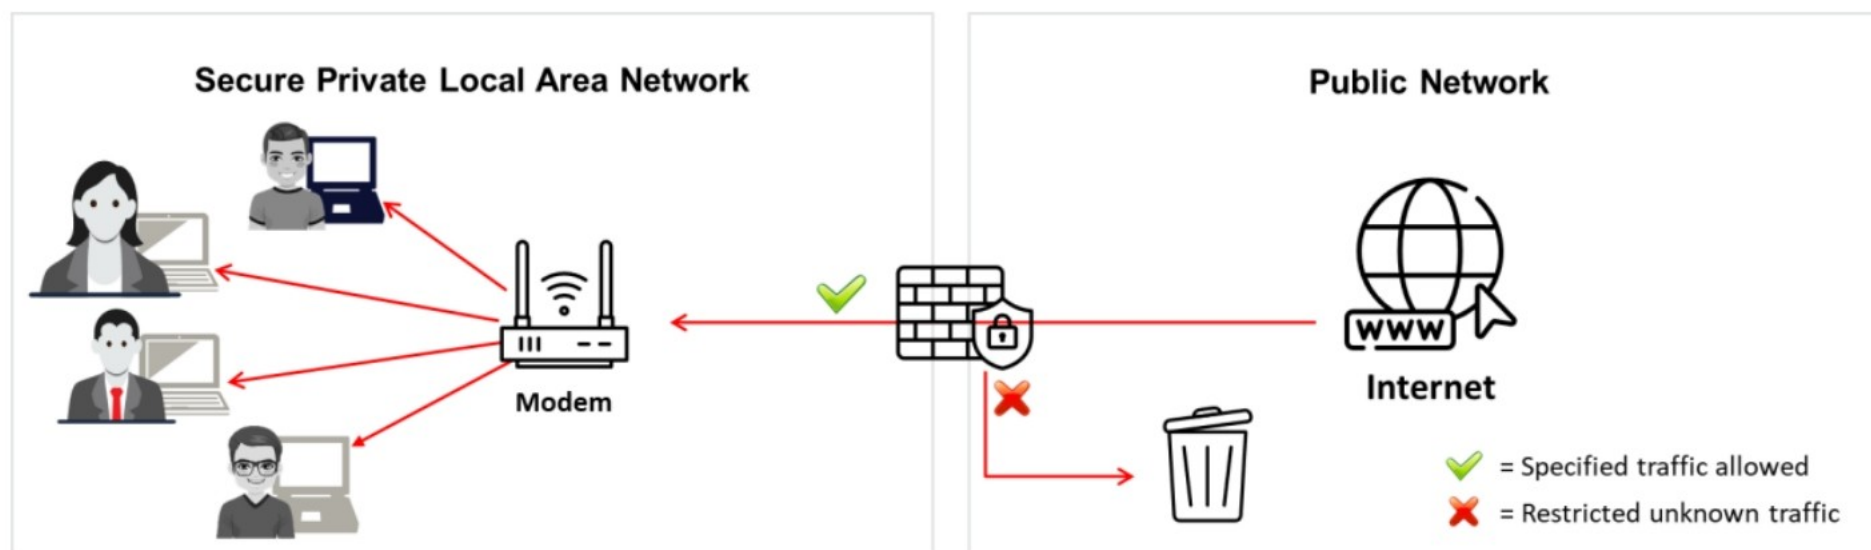 Secure Private Local Area Network
Public Network
Modem
WWW
Internet
= Specified traffic allowed
= Restricted unknown traffic